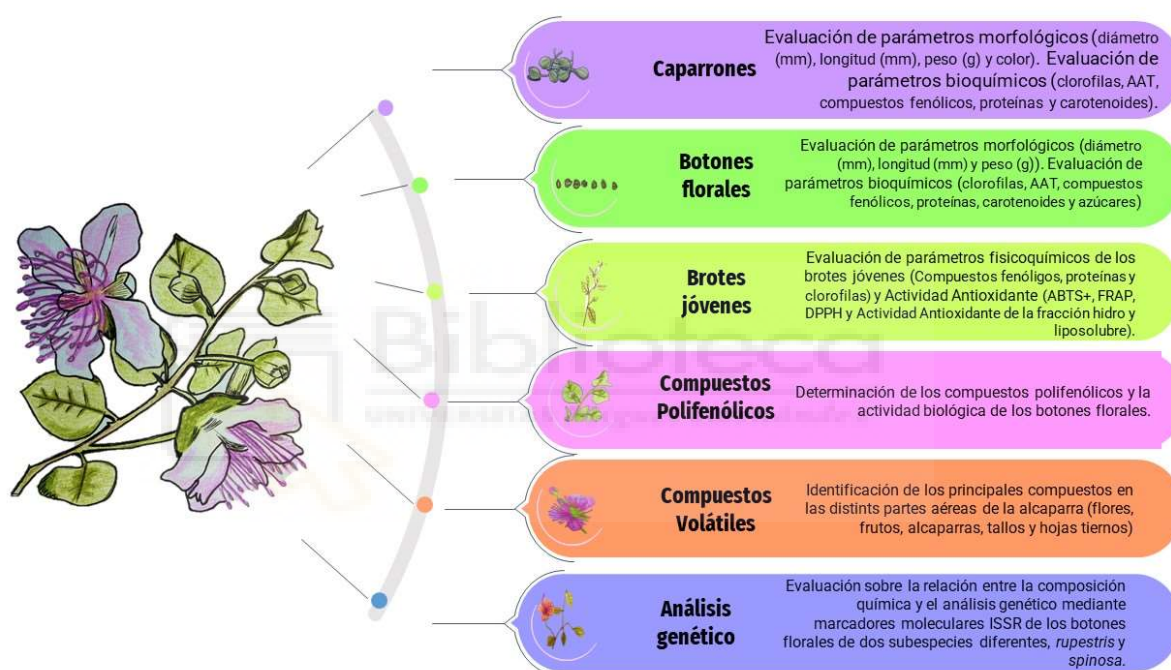 Evaluación de parámetros morfológicos (diámetro
(mm), longitud (mm), peso (g) y color). Evaluación de
Caparrones
parámetros bioquímicos (clorofilas, AAT,
compuestos fenólicos, proteínas y carotenoides).
Botones
florales
Evaluación de parámetros morfológicos (diámetro
(mm), longitud (mm) y peso (g)). Evaluación de
parámetros bioquímicos (clorofilas, AAT, compuestos
fenólicos, proteínas, carotenoides y azúcares)
Brotes
jóvenes
Evaluación de parámetros fisicoquímicos de los
brotes jóvenes (Compuestos fenóligos, proteínas y
clorofilas) y Actividad Antioxidante (ABTS+, FRAP,
DPPH y Actividad Antioxidante de la fracción hidro y
liposoluble).
Biblioteca
Compuestos
Polifenólicos
Determinación de los compuestos polifenólicos y la
actividad biológica de los botones florales.
Compuestos
Volátiles
Identificación de los principales compuestos en
las distints partes aéreas de la alcaparra (flores,
frutos, alcaparras, tallos y hojas tiernos)
Análisis
genético
Evaluación sobre la relación entre la composición
química y el análisis genético mediante
marcadores moleculares ISSR de los botones
florales de dos subespecies diferentes, rupestris y
spinosa.